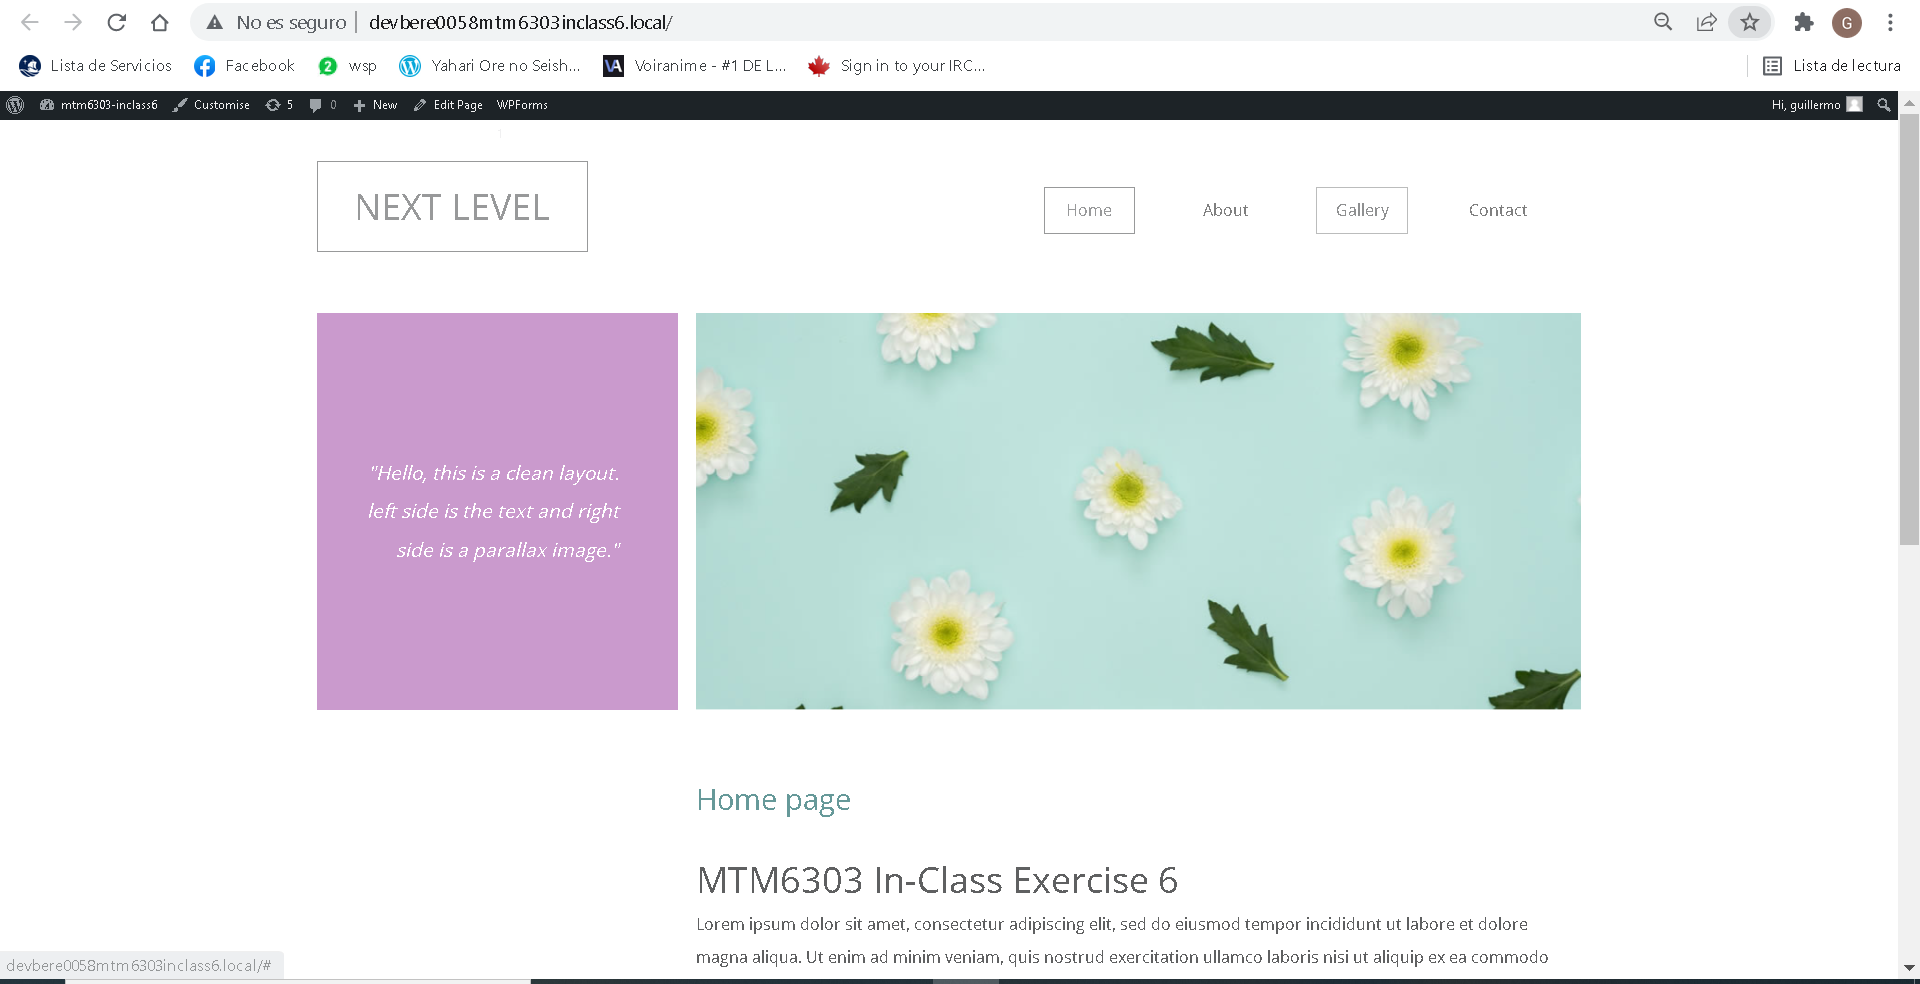 No es seguro | devbere0058mtm6303inclass6.local/
G
Lista de Servicios
Facebook
2 wsp
Yahari Ore no Seish...
VA Voiranime - #1 DE L...
Sign in to your IRC...
Lista de lectura
mtm6303-inclass6
Customise
5
0
New
Edit Page
WPForms
Hi, guillermo
NEXT LEVEL
Home
About
Gallery
Contact
"Hello, this is a clean layout.
left side is the text and right
side is a parallax image."
Home page
MTM6303 In-Class Exercise 6
Lorem ipsum dolor sit amet, consectetur adipiscing elit, sed do eiusmod tempor incididunt ut labore et dolore
magna aliqua. Ut enim ad minim veniam, quis nostrud exercitation ullamco laboris nisi ut aliquip ex ea commodo
devbere0058mtm6303inclass6.local/#